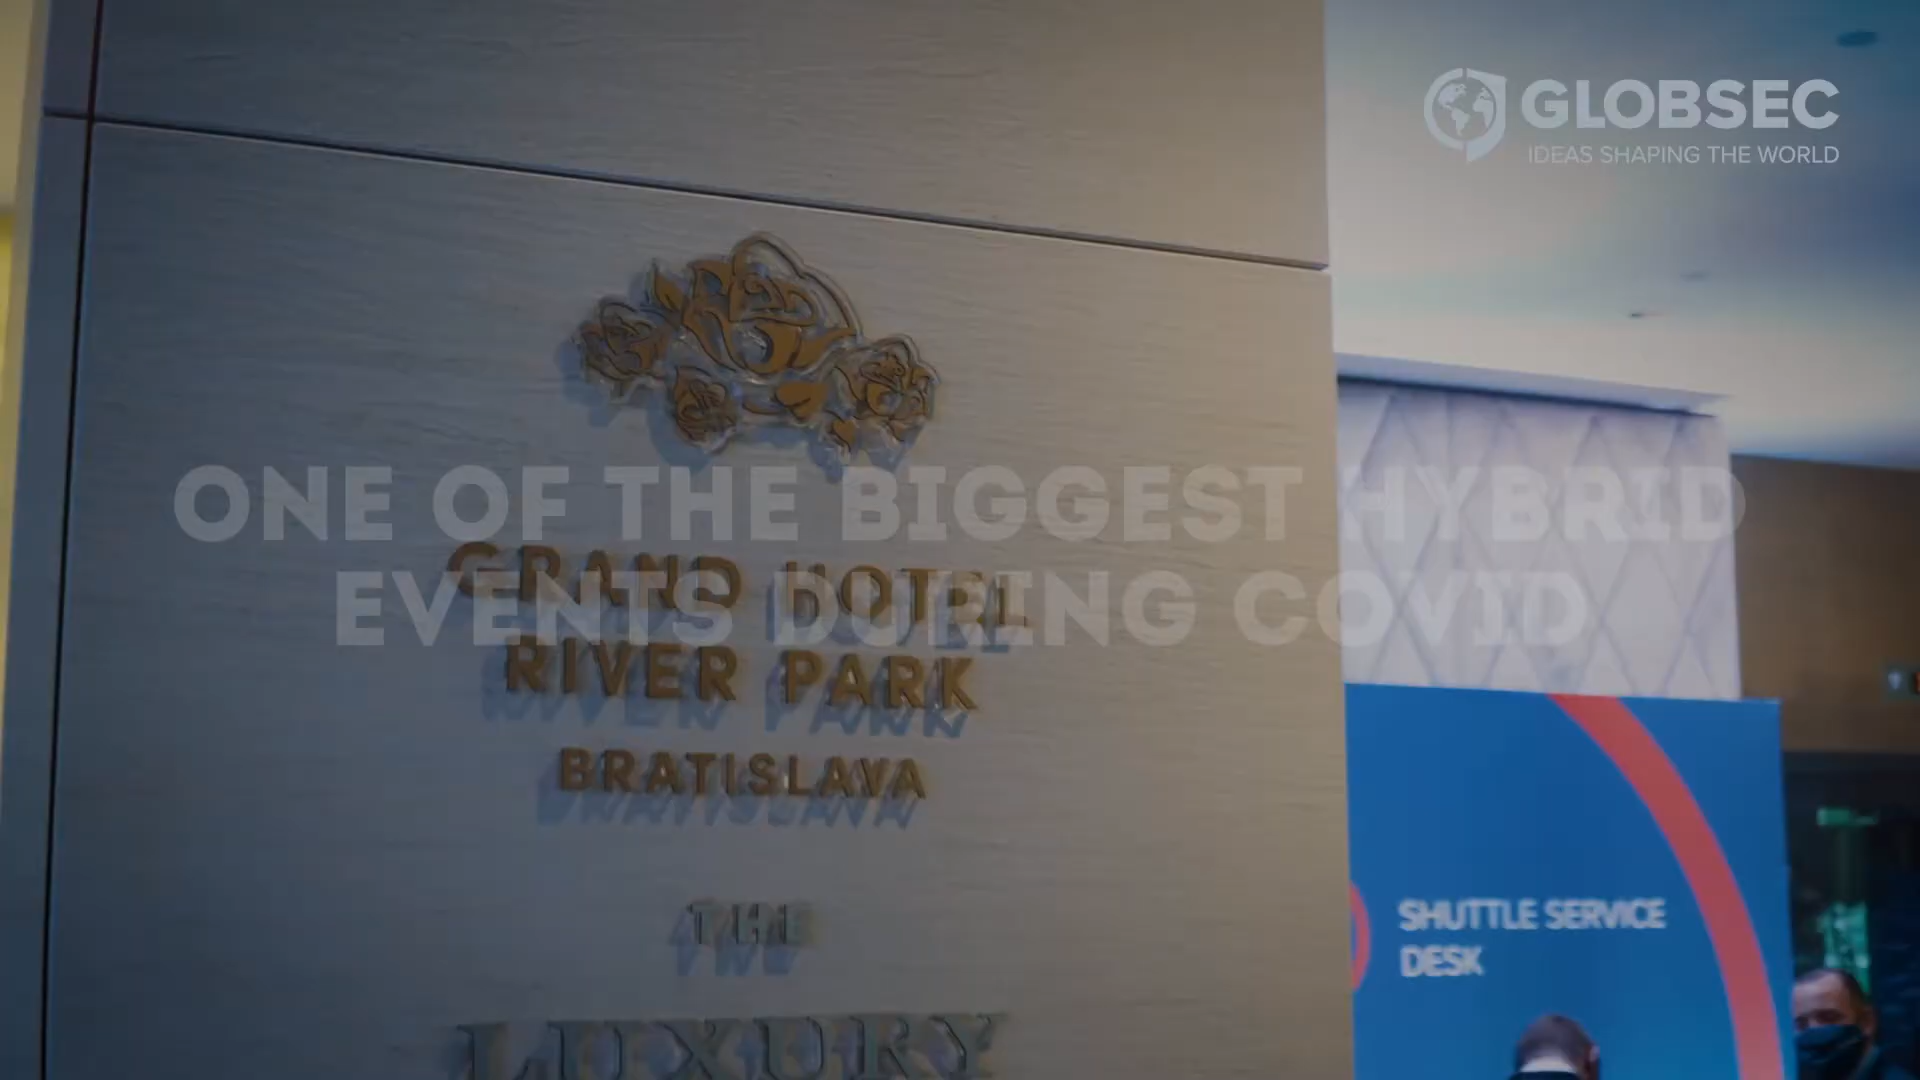 GLOBSEC
IDEAS SHAPING THE WORLD
ONE OF THE BIGGEST HYBRID
EVENTS DURING COVID
GRAND HOTEL
RIVER PARK
BRATISLAVA
THE
LUXURY
SHUTTLE SERVICE
DESK